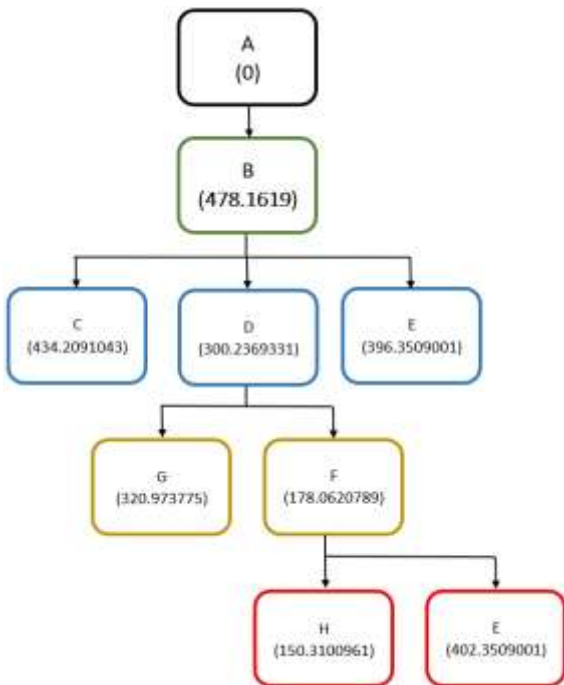 A
(0)
B
(478.1619)
C
(434.2091043)
D
(300.2369331)
E
(396.3509001)
G
(320.973775)
F
(178.0620789)
H
(150.3100961)
E
(402.3509001)